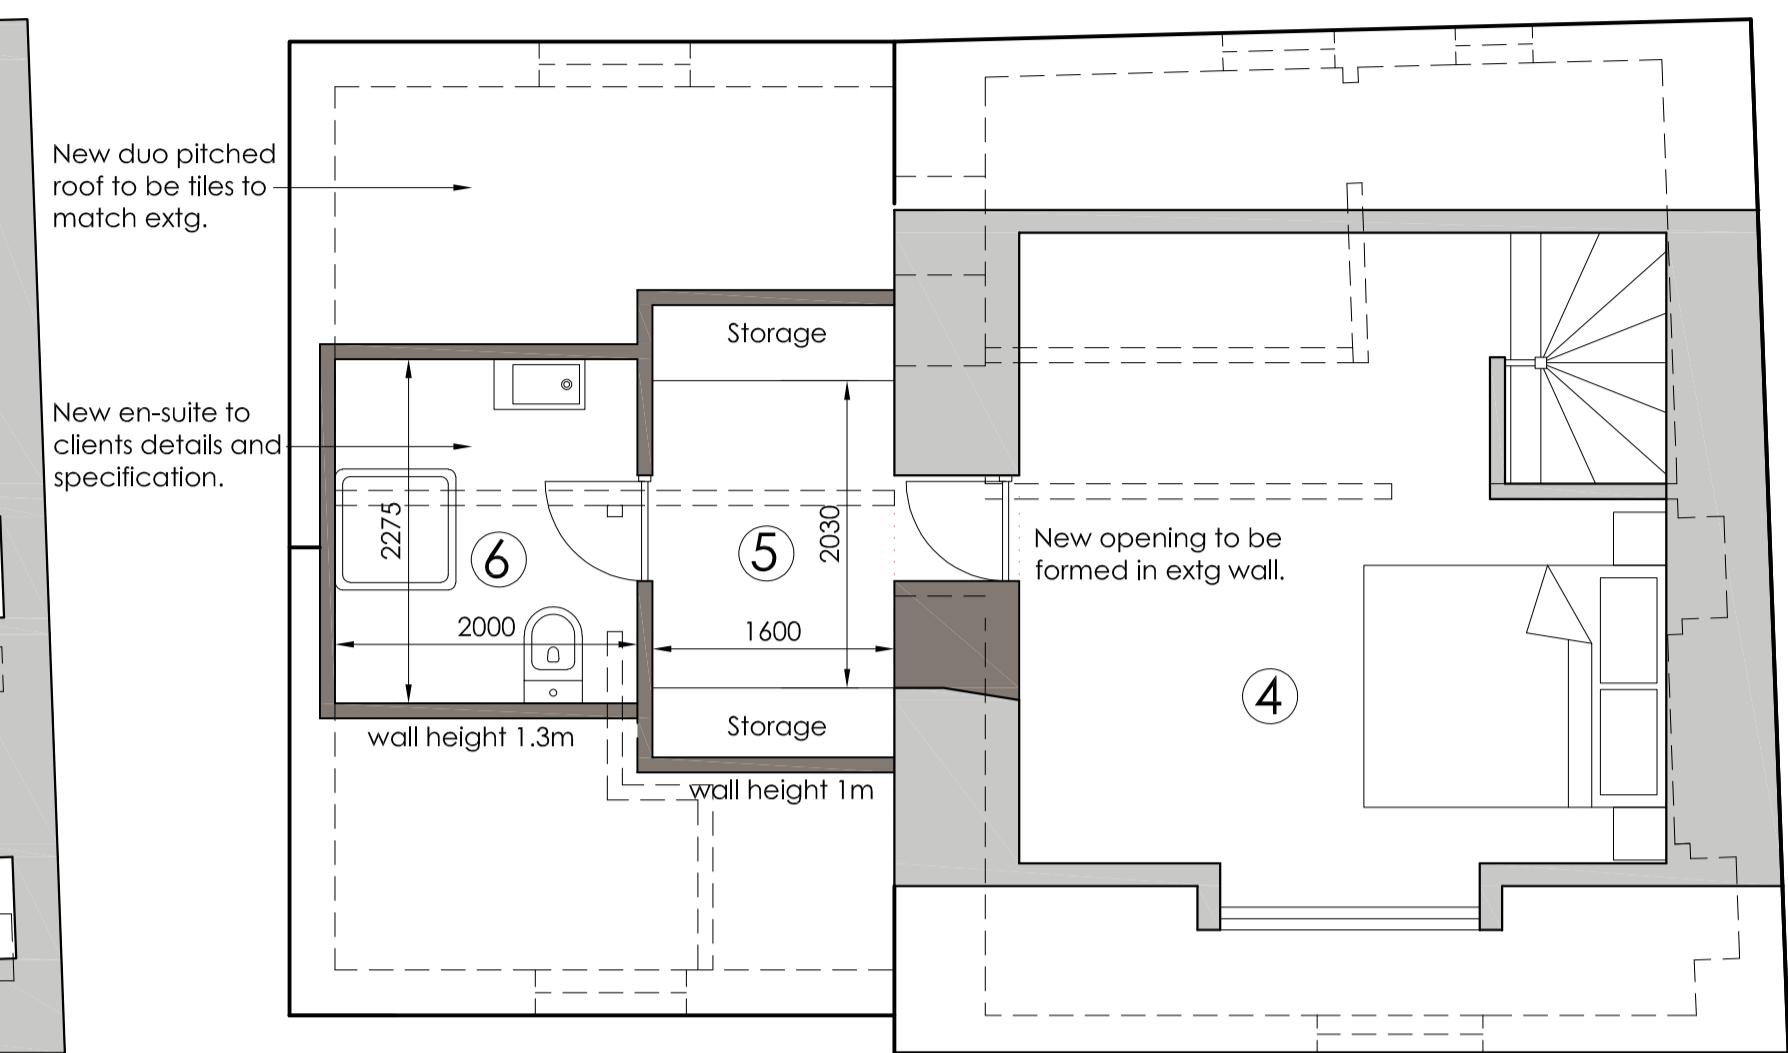 New duo pitched
roof to be tiles to
match extg.
Storage
New en-suite to
clients details and
specification.
2275
6
5
2030
New opening to be
formed in extg wall.
2000
1600
4
Storage
wall height 1.3m
wall height 1m